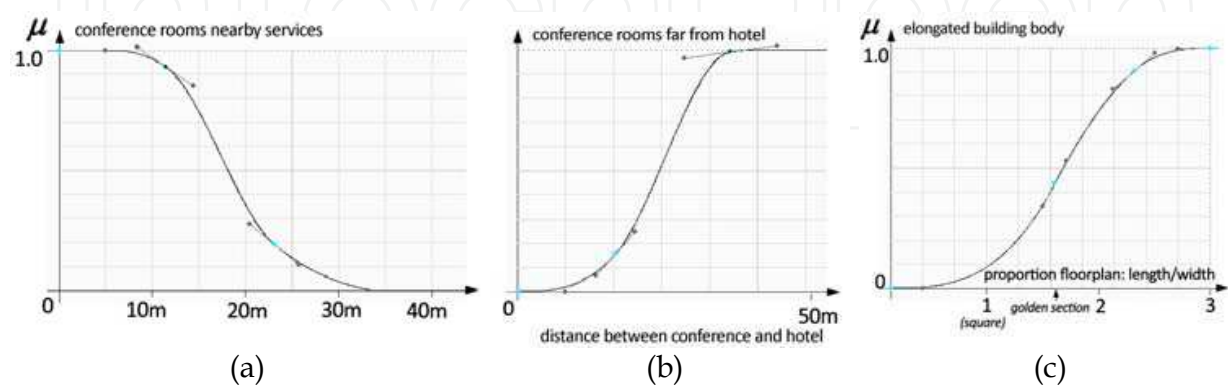 μ conference rooms nearby services
1.0
0 10m 20m 30m 40m
(a)
conference rooms far from hotel
0 50m
distance between conference and hotel
(b)
μ elongated building body
1.0
0
proportion floorplan: length/width
1 2 3
(square) golden section
(c)